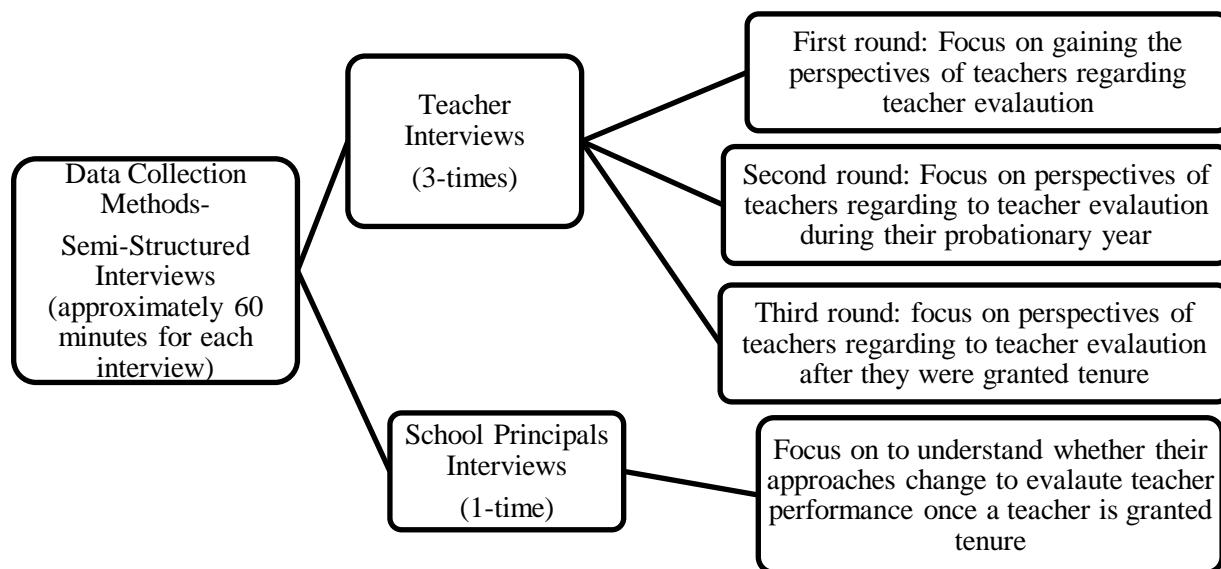 Data Collection
Methods-
Semi-Structured
Interviews
(approximately 60
minutes for each
interview)
Teacher
Interviews
(3-times)
First round: Focus on gaining the
perspectives of teachers regarding
teacher evalaution
Second round: Focus on perspectives of
teachers regarding to teacher evalaution
during their probationary year
Third round: focus on perspectives of
teachers regarding to teacher evalaution
after they were granted tenure
School Principals
Interviews
(1-time)
Focus on to understand whether their
approaches change to evalaute teacher
performance once a teacher is granted
tenure